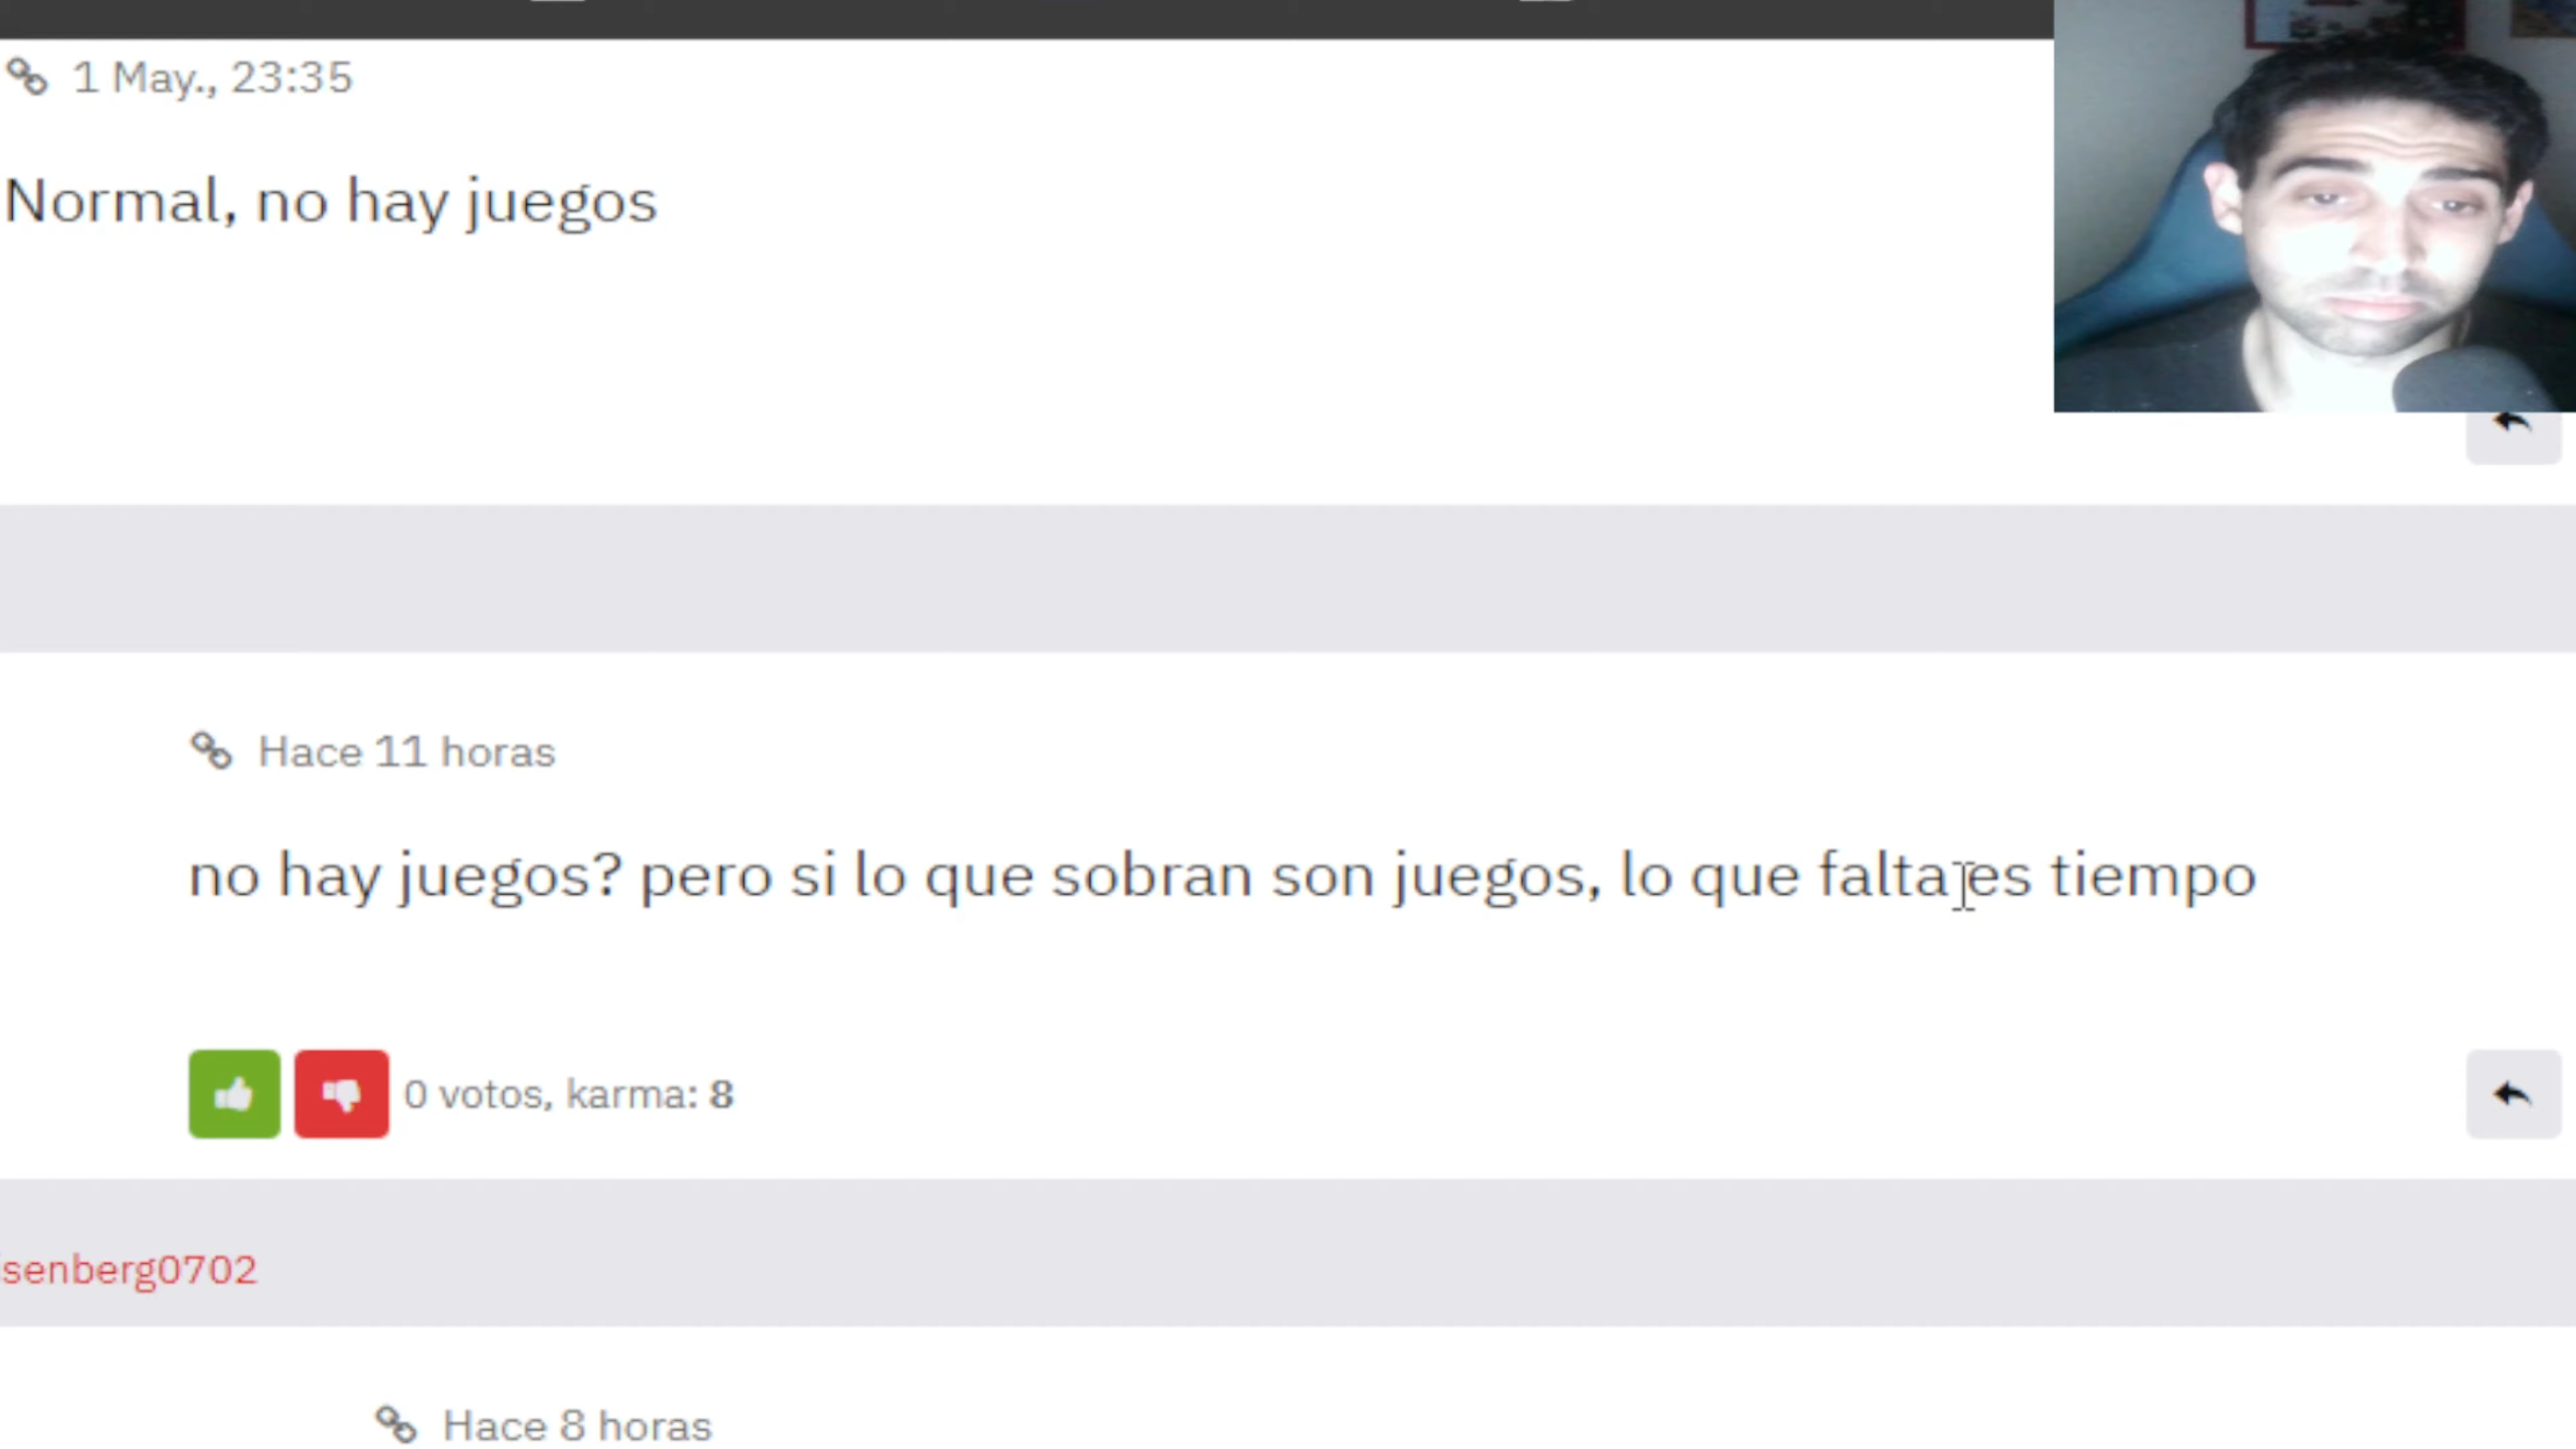 1 May., 23:35
Normal, no hay juegos
Hace 11 horas
no hay juegos? pero si lo que sobran son juegos, lo que falta es tiempo
0 votos, karma: 8
senberg0702
Hace 8 horas